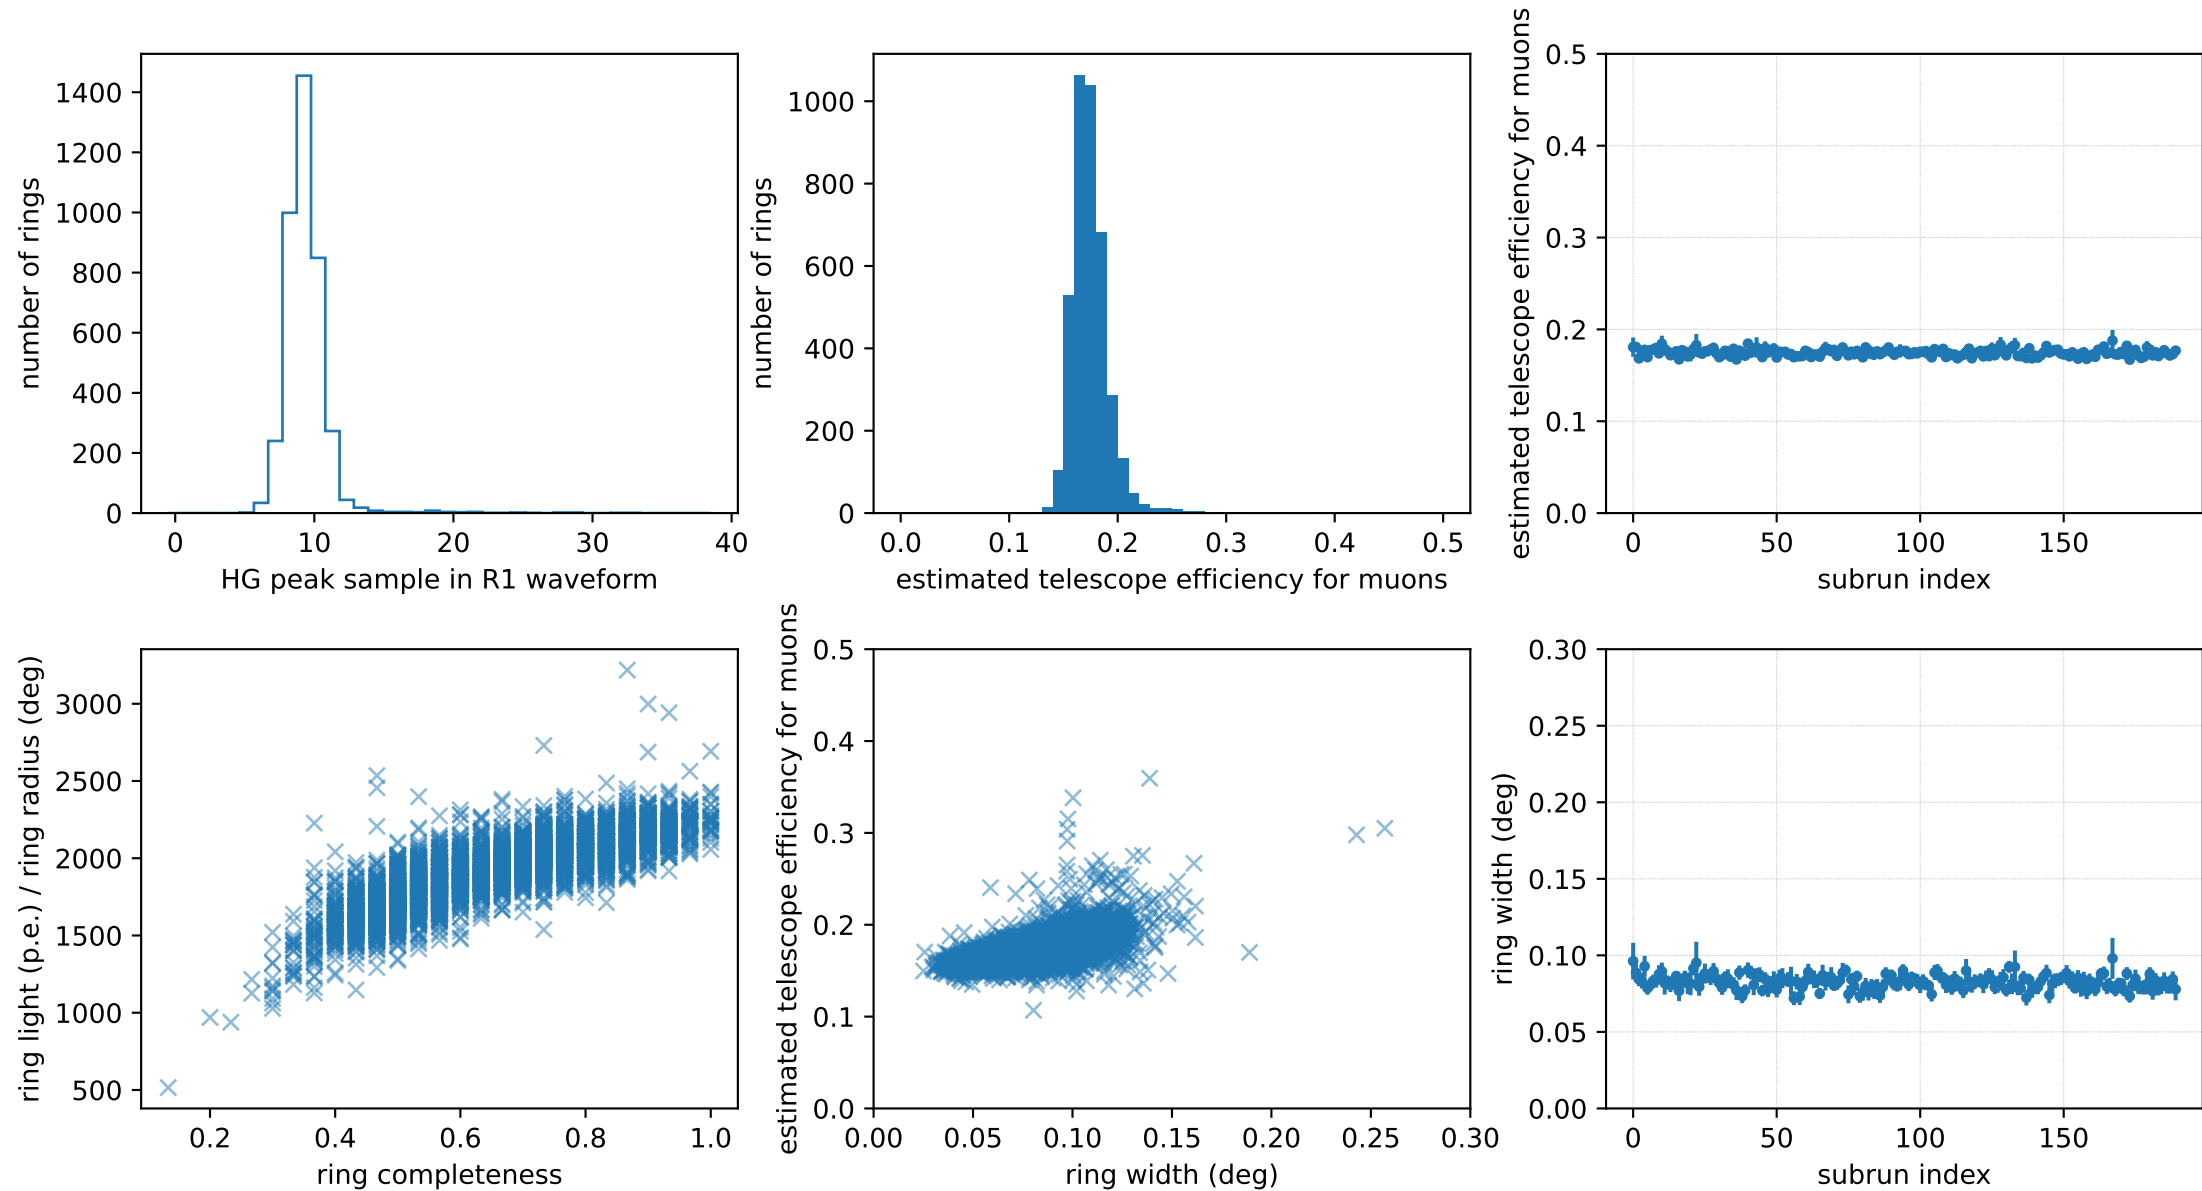 number of rings
1400
1200
1000
800
600
400
200
0
0 10 20 30 40
HG peak sample in R1 waveform
number of rings
1000
800
600
400
200
0
0.0 0.1 0.2 0.3 0.4 0.5
estimated telescope efficiency for muons
estimated telescope efficiency for muons
0.5
0.4
0.3
0.2
0.1
0.0
0 50 100 150
subrun index
ring light (p.e.) / ring radius (deg)
3000
2500
2000
1500
1000
500
0.2 0.4 0.6 0.8 1.0
ring completeness
estimated telescope efficiency for muons
0.5
0.4
0.3
0.2
0.1
0.0
0.00 0.05 0.10 0.15 0.20 0.25 0.30
ring width (deg)
ring width (deg)
0.30
0.25
0.20
0.15
0.10
0.05
0.00
0 50 100 150
subrun index